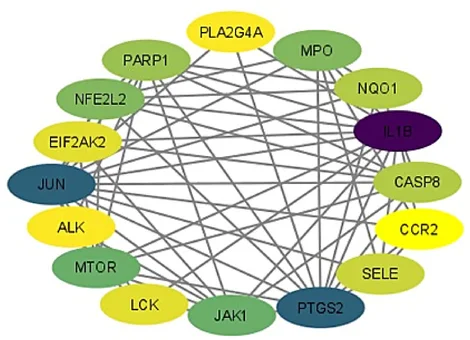 PLA2G4A
PARP1
MPO
NFE2L2
NQO1
EIF2AK2
IL1B
JUN
CASP8
ALK
CCR2
MTOR
SELE
LCK
JAK1
PTGS2